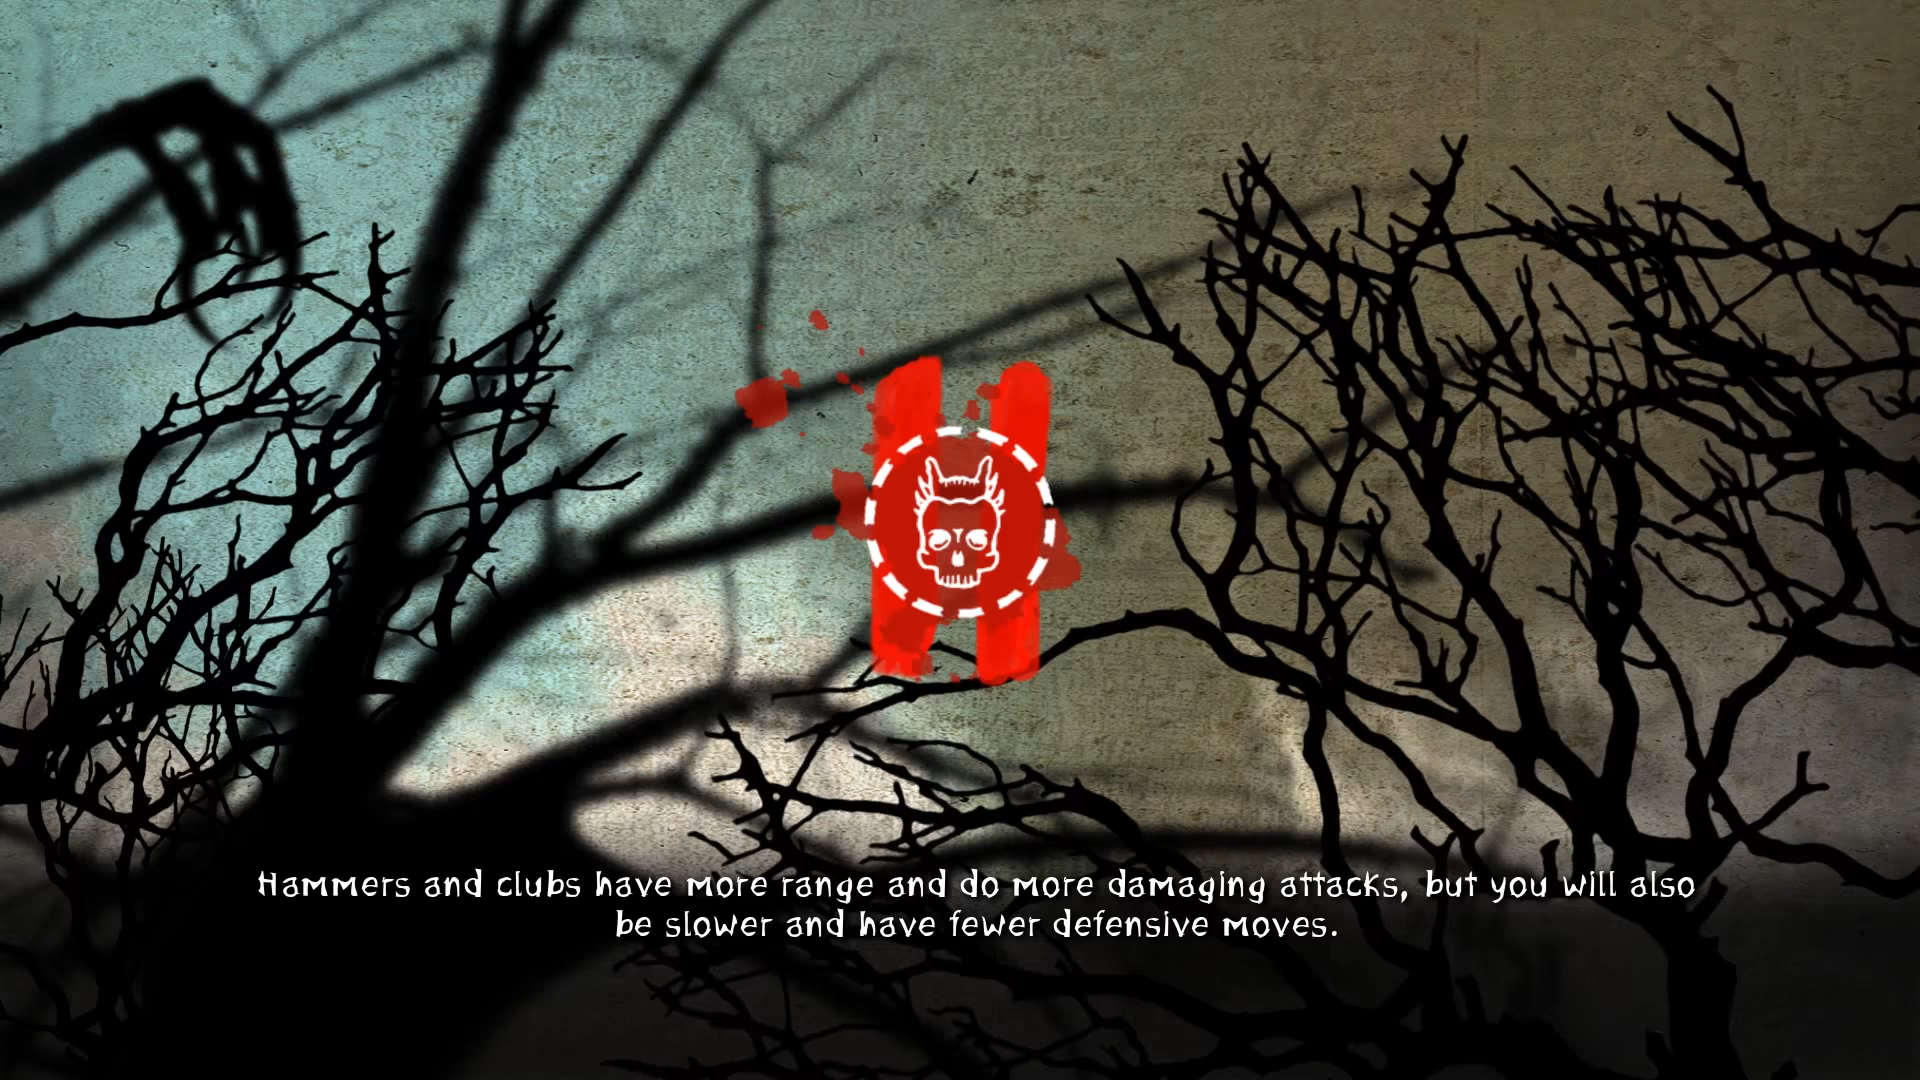 Hammers and clubs have more range and do more damaging attacks, but you will also
be slower and have fewer defensive moves.